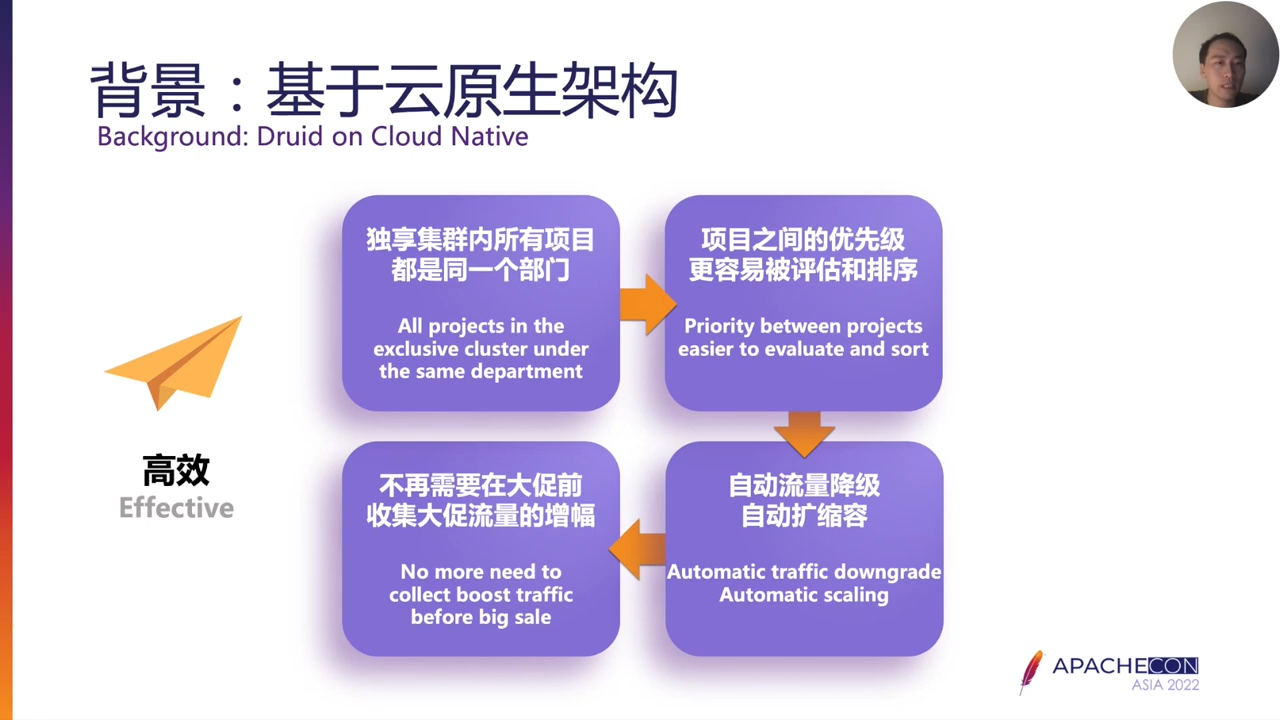 背景：基于云原生架构
Background: Druid on Cloud Native
独享集群内所有项目
都是同一个部门
All projects in the
exclusive cluster under
the same department
项目之间的优先级
更容易被评估和排序
Priority between projects
easier to evaluate and sort
自动流量降级
自动扩缩容
Automatic traffic downgrade
Automatic scaling
不再需要在大促前
收集大促流量的增幅
No more need to
collect boost traffic
before big sale
高效
Effective
APACHECON
ASIA 2022